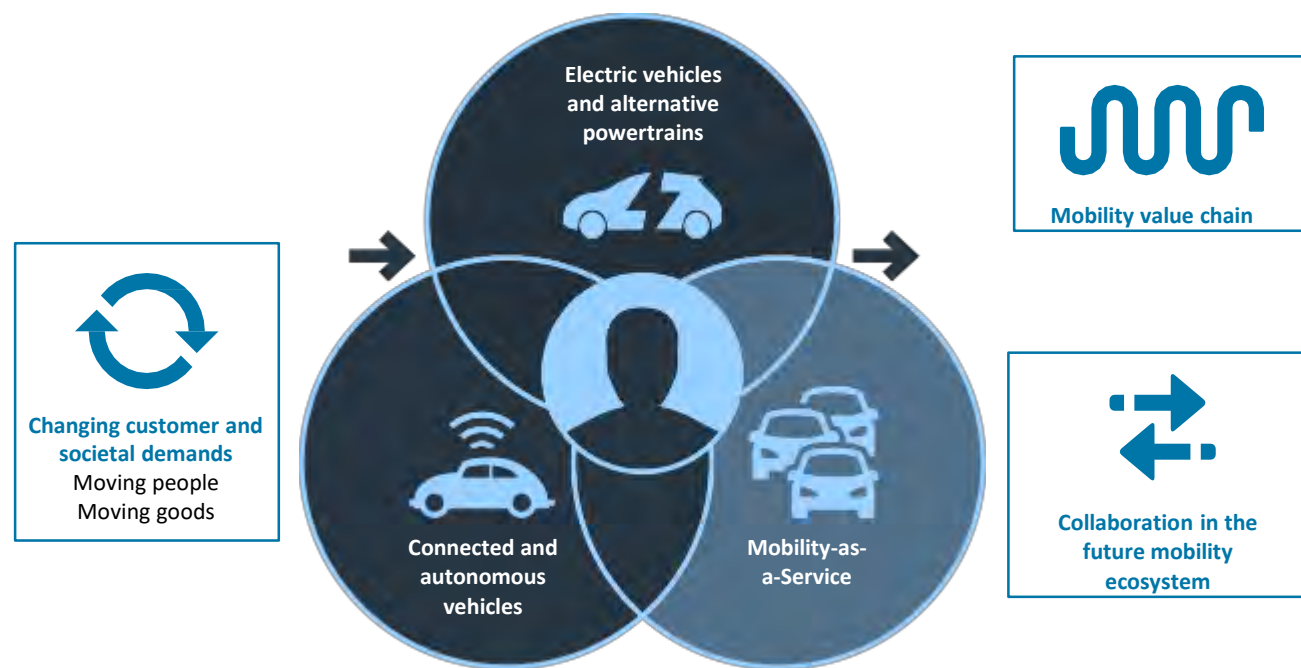 Electric vehicles
and alternative
powertrains
Mobility value chain
Changing customer and
societal demands
Moving people
Moving goods
Connected and
autonomous
vehicles
Mobility-as-
a-Service
Collaboration in the
future mobility
ecosystem